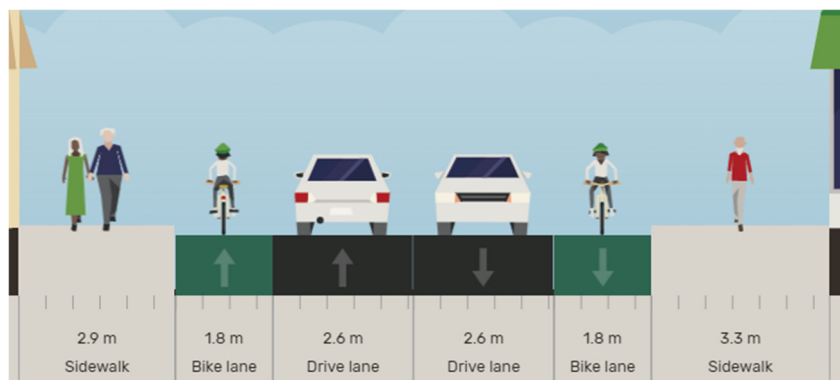 2.9 m
Sidewalk
1.8 m
Bike lane
2.6 m
Drive lane
2.6 m
Drive lane
1.8 m
Bike lane
3.3 m
Sidewalk